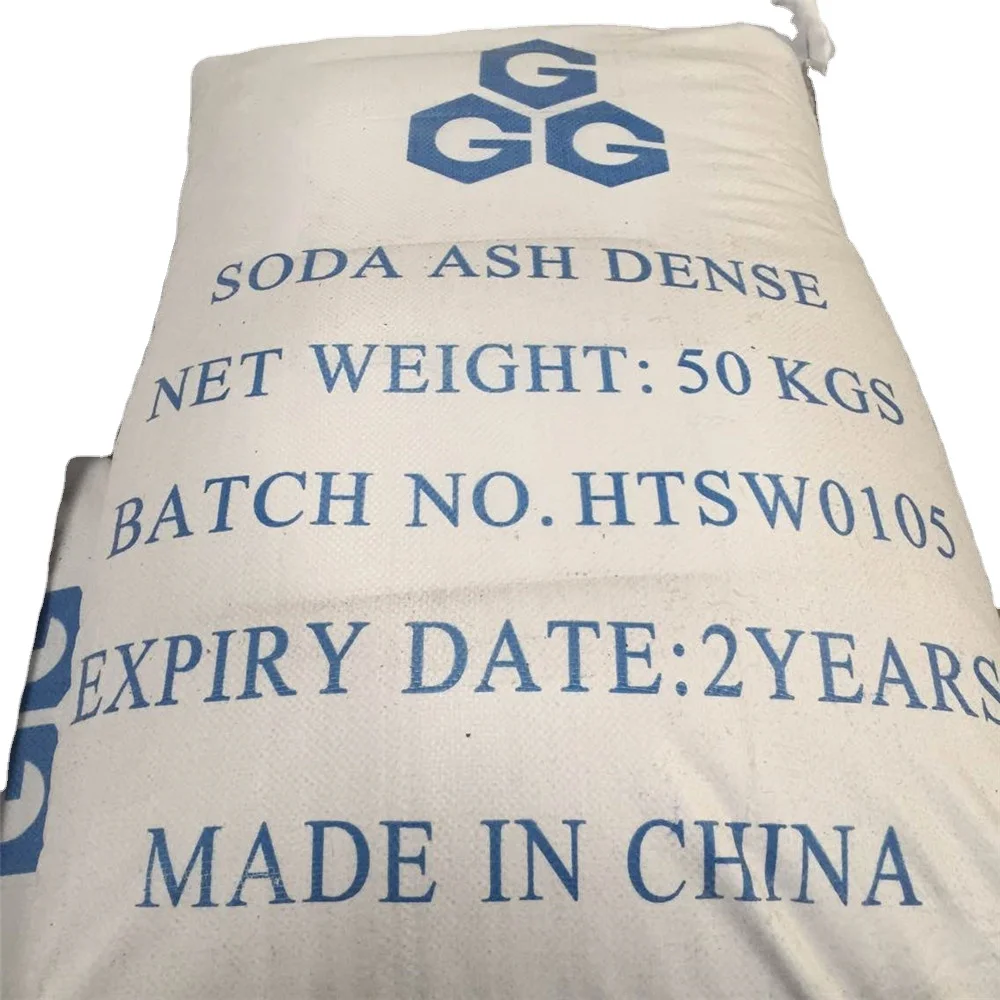 G
G G
SODA ASH DENSE
NET WEIGHT: 50 KGS
BATCH NO. HTSW0105
EXPIRY DATE:2YEARS
MADE IN CHINA